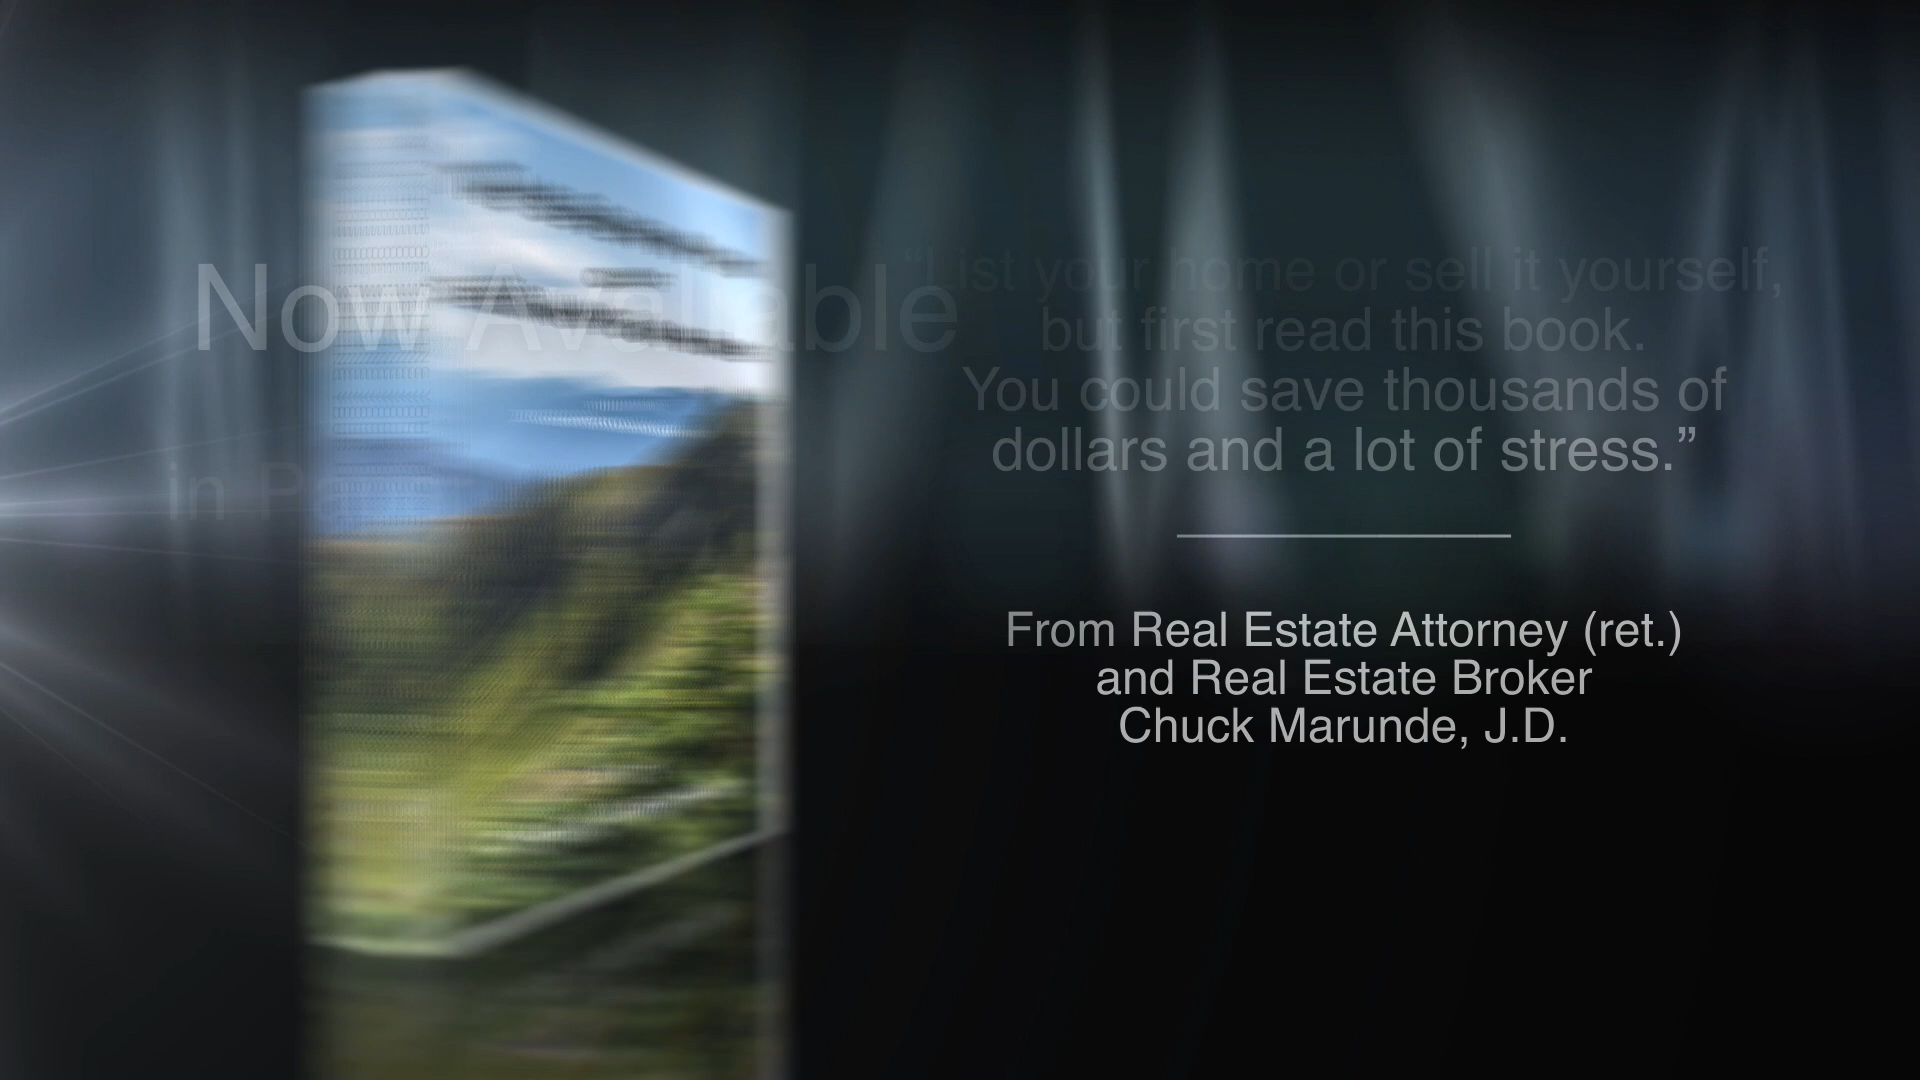 Now Available
in
“List your home or sell it yourself,
but first read this book.
You could save thousands of
dollars and a lot of stress.”
From Real Estate Attorney (ret.)
and Real Estate Broker
Chuck Marunde, J.D.